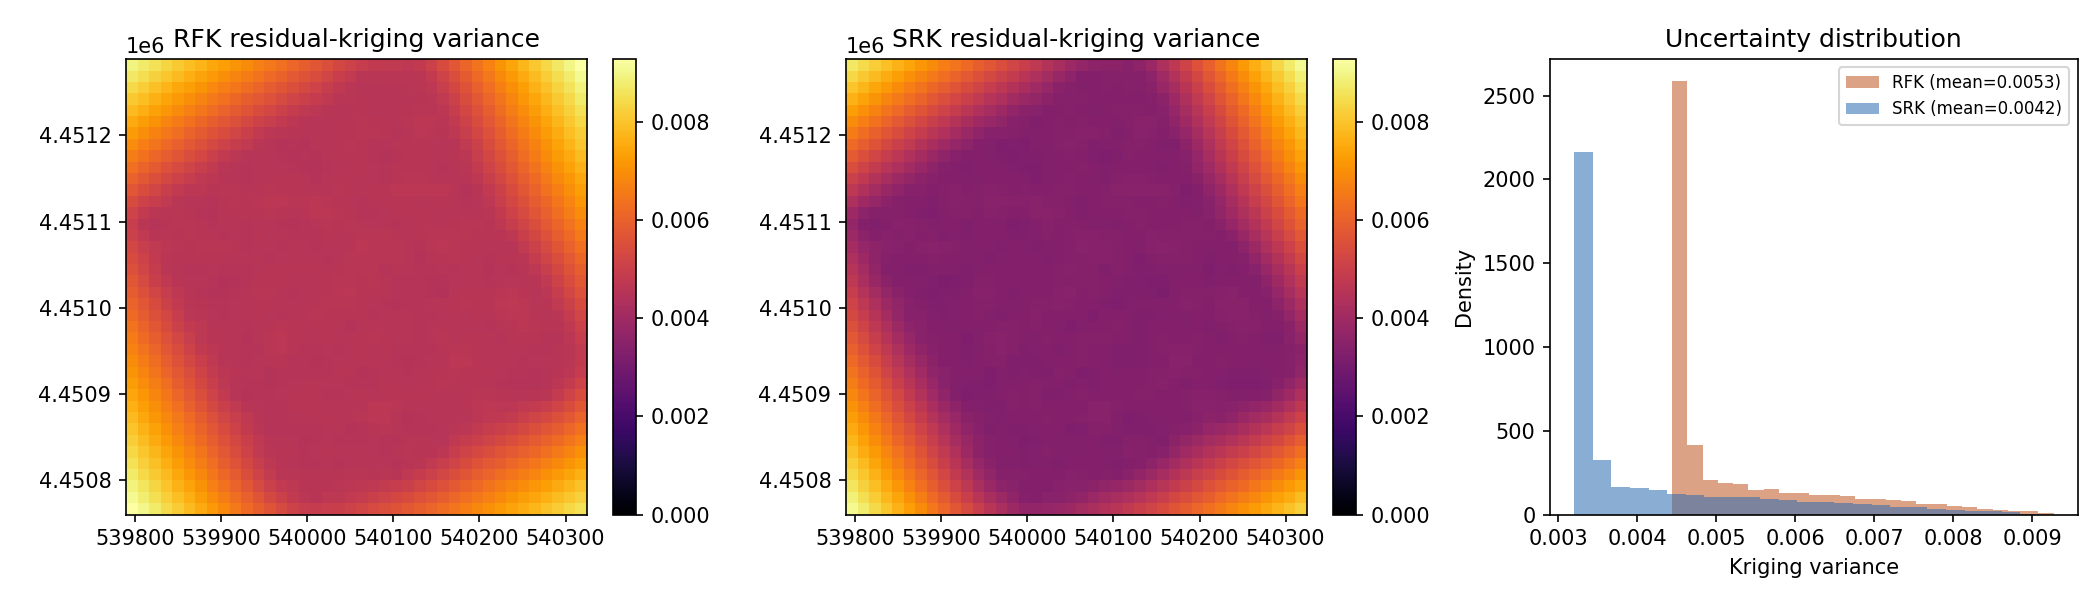 RFK residual-kriging variance
1e6
4.4512
4.4511
4.4510
4.4509
4.4508
539800 539900 540000 540100 540200 540300
0.008
0.006
0.004
0.002
0.000
SRK residual-kriging variance
1e6
4.4512
4.4511
4.4510
4.4509
4.4508
539800 539900 540000 540100 540200 540300
0.008
0.006
0.004
0.002
0.000
Uncertainty distribution
RFK (mean=0.0053)
SRK (mean=0.0042)
Density
2500
2000
1500
1000
500
0
0.003 0.004 0.005 0.006 0.007 0.008 0.009
Kriging variance